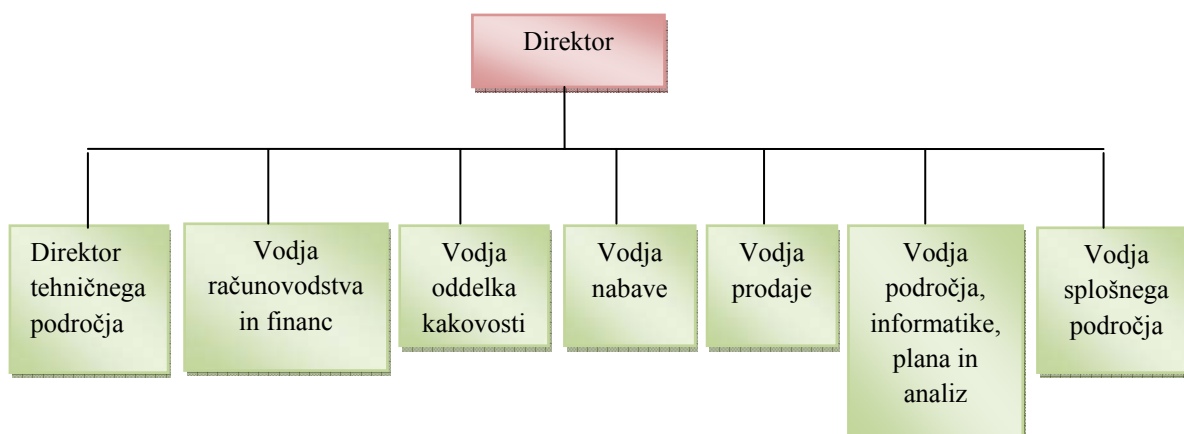 Direktor
Direktor
tehničnega
področja
Vodja
računovodstva
in financ
Vodja
oddelka
kakovosti
Vodja
nabave
Vodja
prodaje
Vodja
področja,
informatike,
plana in
analiz
Vodja
splošnega
področja